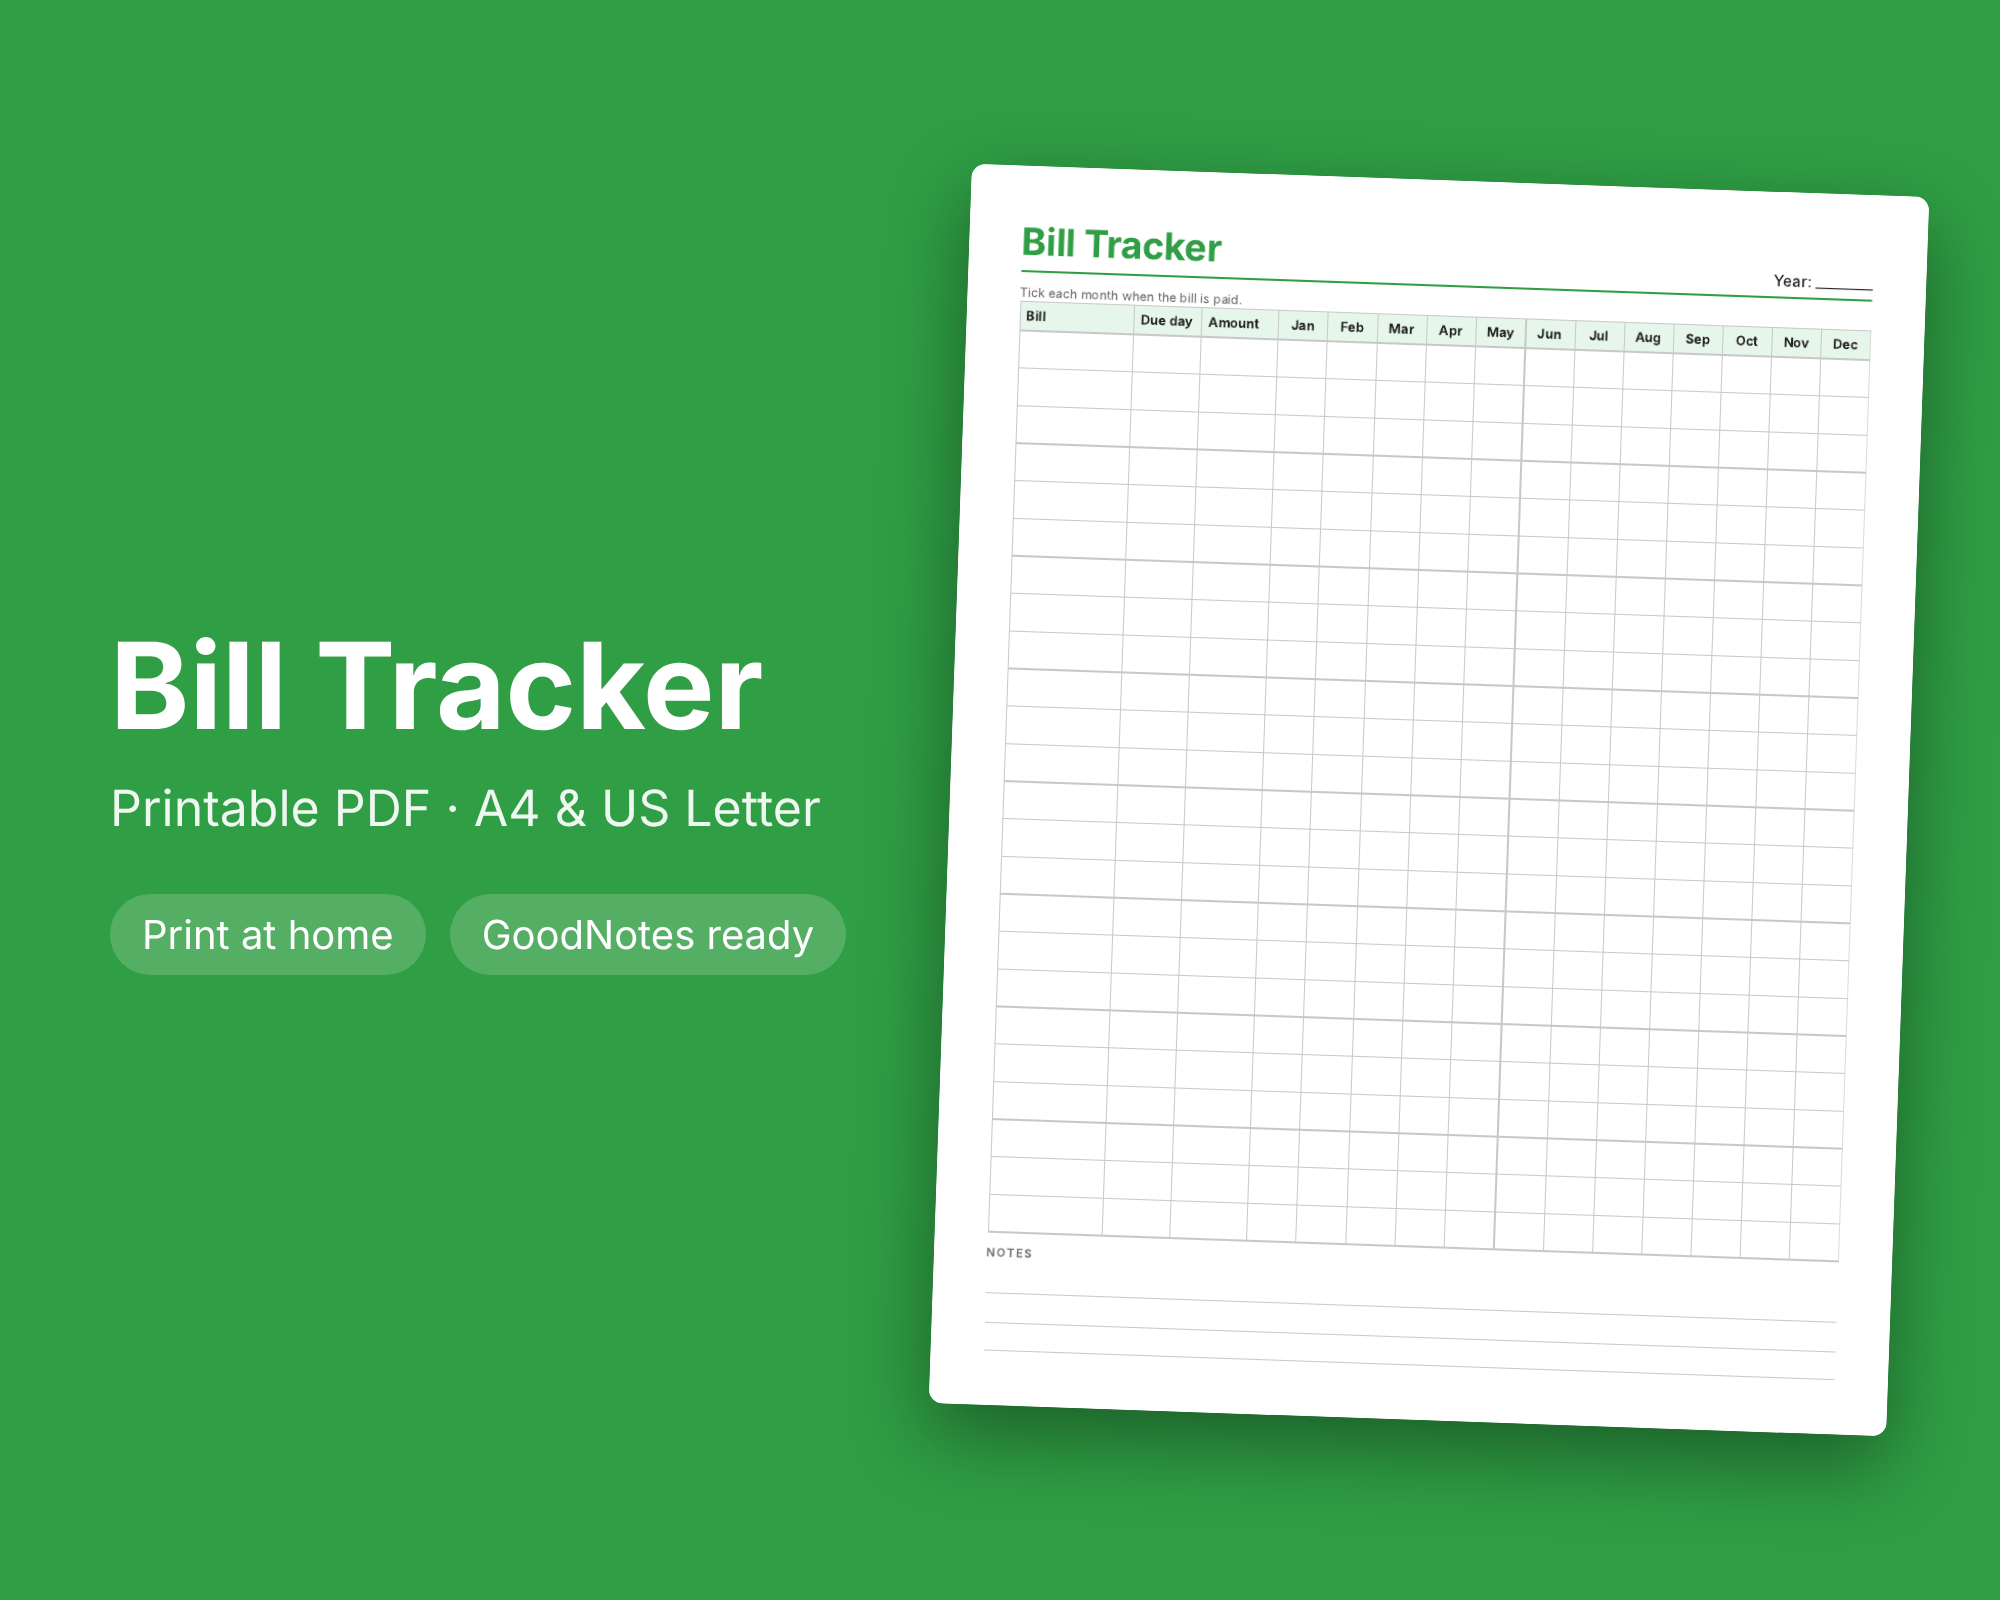 Bill Tracker
Printable PDF · A4 & US Letter
Print at home
GoodNotes ready
Bill Tracker
Year:
Tick each month when the bill is paid.
Bill Due day Amount Jan Feb Mar Apr May Jun Jul Aug Sep Oct Nov Dec
NOTES